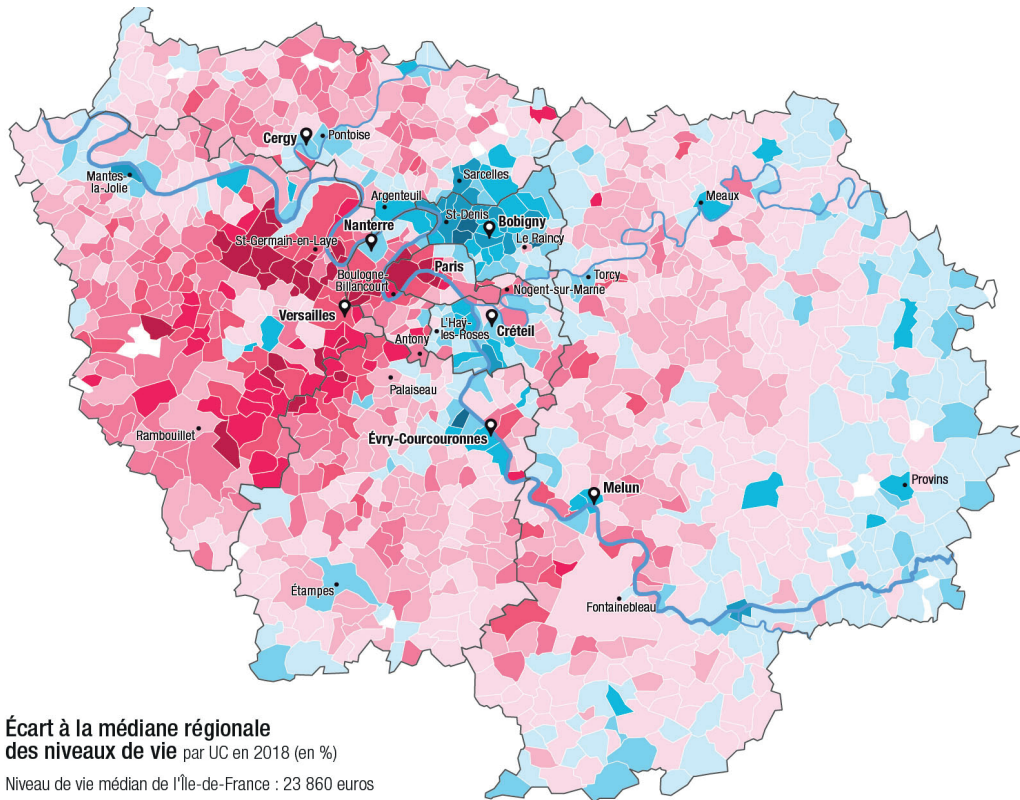 Cergy
Pontoise
Mantes-
la-Jolie
Argenteuil
Sarcelles
St-Denis
Bobigny
Le Raincy
Meaux
Nanterre
St-Germain-en-Laye
Paris
Boulogne-
Billancourt
Torcy
Nogent-sur-Marne
Versailles
L'Haÿ-
les-Roses
Créteil
Antony
Palaiseau
Rambouillet
Évry-Courcouronnes
Melun
Provins
Étampes
Fontainebleau
Écart à la médiane régionale
des niveaux de vie par UC en 2018 (en %)
Niveau de vie médian de l'Île-de-France : 23 860 euros